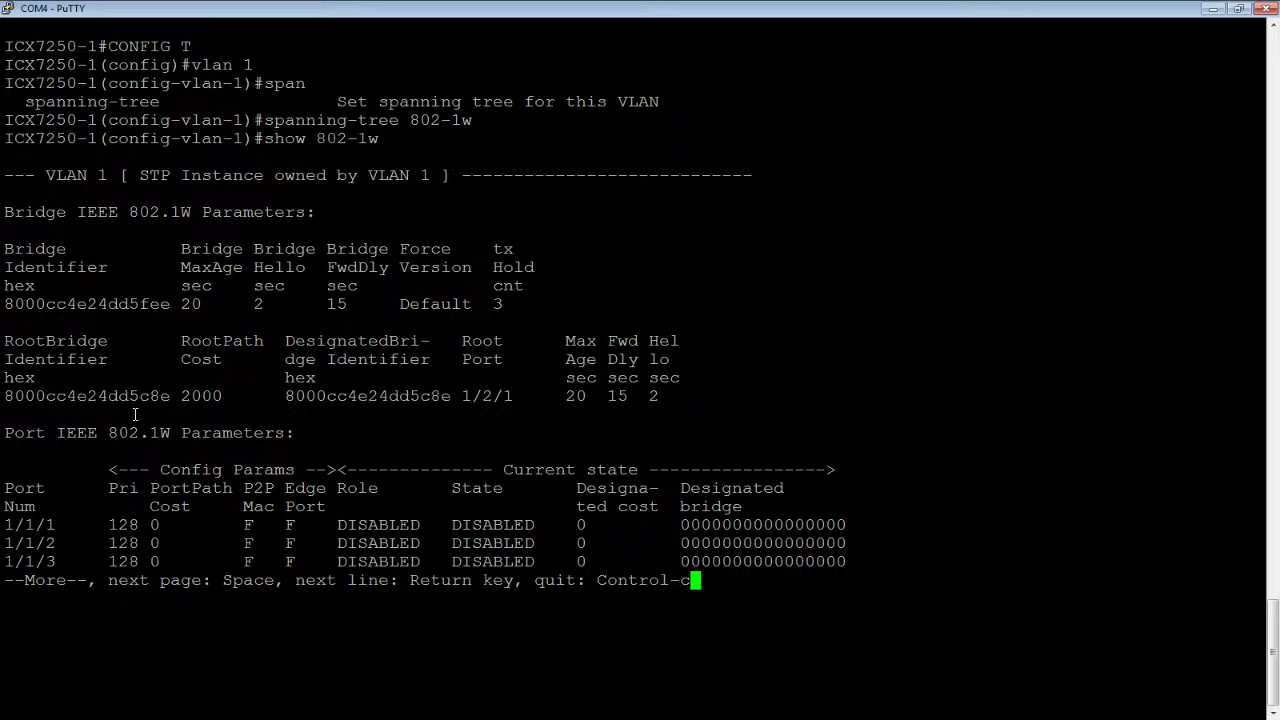 COM4 - PuTTY
ICX7250-1#CONFIG T
ICX7250-1(config)#vlan 1
ICX7250-1(config-vlan-1)#span
  spanning-tree                 Set spanning tree for this VLAN
ICX7250-1(config-vlan-1)#spanning-tree 802-1w
ICX7250-1(config-vlan-1)#show 802-1w
--- VLAN 1 [ STP Instance owned by VLAN 1 ] ----------------------------
Bridge IEEE 802.1W Parameters:
Bridge           Bridge Bridge Bridge Force    tx
Identifier       MaxAge Hello  FwdDly Version  Hold
hex              sec    sec    sec             cnt
8000cc4e24dd5fee 20     2      15     Default  3
RootBridge       RootPath  DesignatedBri-   Root      Max Fwd Hel
Identifier       Cost      dge Identifier   Port      Age Dly lo
hex                        hex                        sec sec sec
8000cc4e24dd5c8e 2000      8000cc4e24dd5c8e 1/2/1     20  15  2
Port IEEE 802.1W Parameters:
          <--- Config Params --><-------------- Current state ----------------->
Port      Pri PortPath P2P Edge Role       State       Designa-  Designated
Num           Cost     Mac Port                        ted cost  bridge
1/1/1     128 0        F   F    DISABLED   DISABLED    0         0000000000000000
1/1/2     128 0        F   F    DISABLED   DISABLED    0         0000000000000000
1/1/3     128 0        F   F    DISABLED   DISABLED    0         0000000000000000
--More--, next page: Space, next line: Return key, quit: Control-c